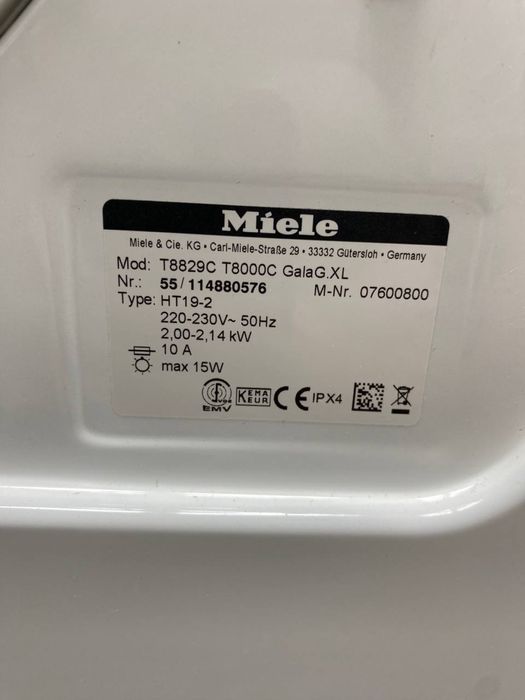 Miele
Miele & Cie. KG • Carl-Miele-Straße 29 • 33332 Gütersloh • Germany
Mod: T8829C T8000C GalaG.XL
Nr.: 55/114880576 M-Nr. 07600800
Type: HT19-2
220-230V~ 50Hz
2,00-2,14 kW
10 A
max 15W
EMV KEMA KEUR CE IPX4